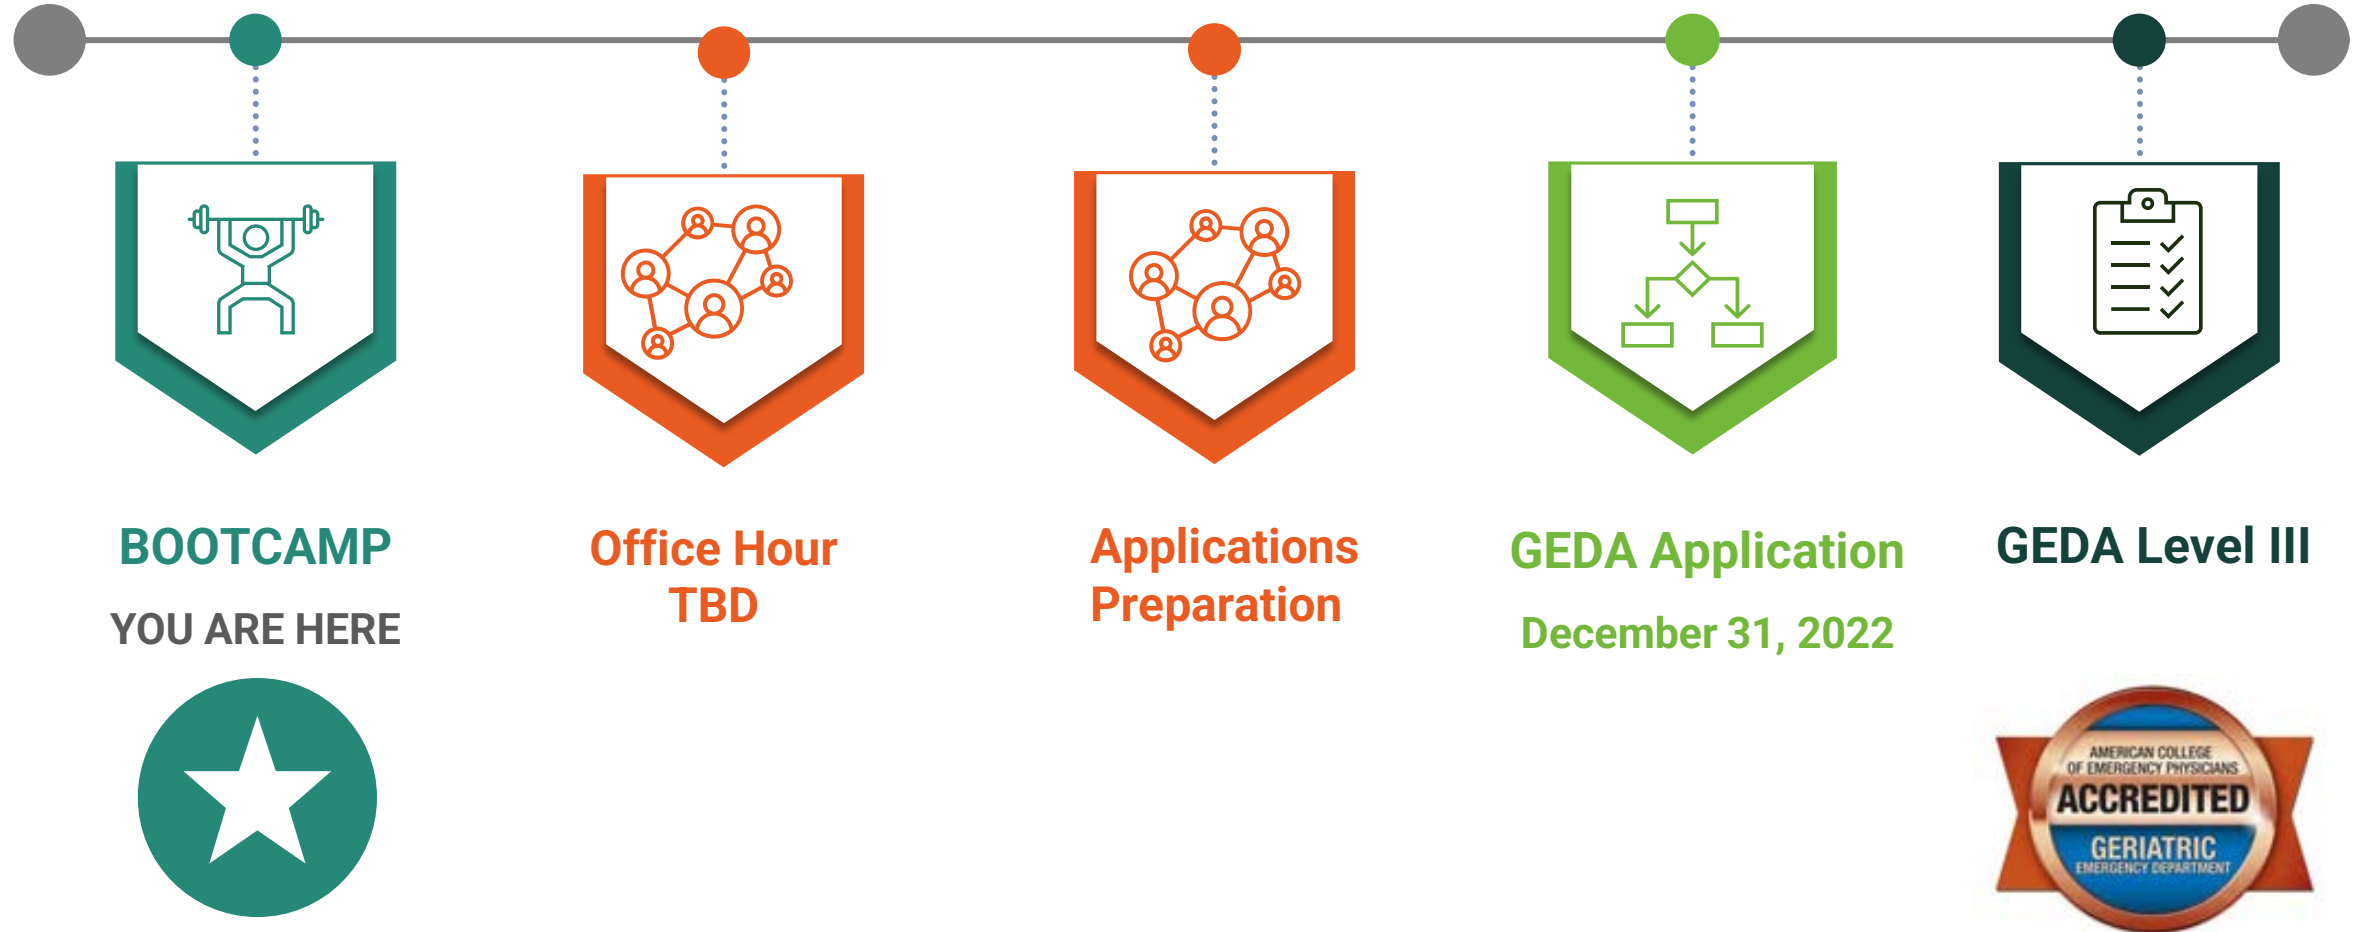 BOOTCAMP
YOU ARE HERE
Office Hour
TBD
Applications
Preparation
GEDA Application
December 31, 2022
GEDA Level III
AMERICAN COLLEGE
OF EMERGENCY PHYSICIANS
ACCREDITED
GERIATRIC
EMERGENCY DEPARTMENT